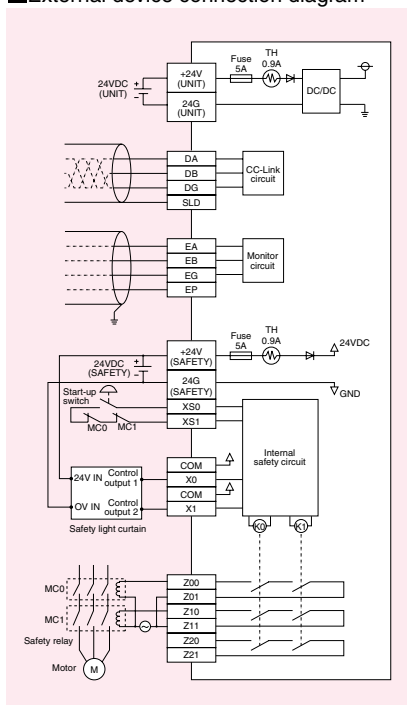 ■External device connection diagram
24VDC
(UNIT)
+
−
+24V
(UNIT)
24G
(UNIT)
Fuse
5A
TH
0.9A
DC/DC
DA
DB
DG
SLD
CC-Link
circuit
EA
EB
EG
EP
Monitor
circuit
24VDC
(SAFETY)
+
−
+24V
(SAFETY)
24G
(SAFETY)
Fuse
5A
TH
0.9A
24VDC
GND
Start-up
switch
MC0
MC1
XS0
XS1
COM
X0
COM
X1
Internal
safety circuit
K0
K1
24V IN
Control
output 1
OV IN
Control
output 2
Safety light curtain
MC0
MC1
Safety relay
Motor
M
Z00
Z01
Z10
Z11
Z20
Z21